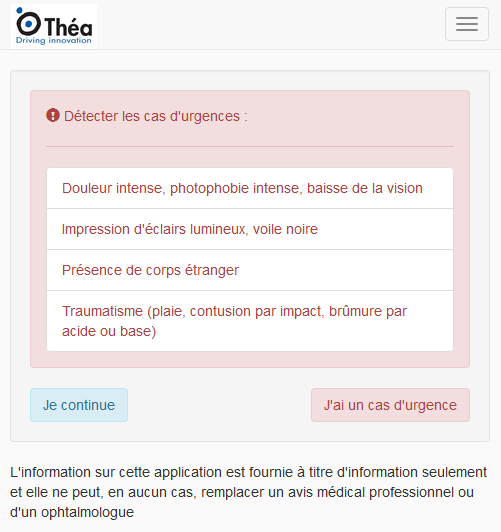 Théa
Driving innovation
Détecter les cas d'urgences :
Douleur intense, photophobie intense, baisse de la vision
Impression d'éclairs lumineux, voile noire
Présence de corps étranger
Traumatisme (plaie, contusion par impact, brûmure par
acide ou base)
Je continue
J'ai un cas d'urgence
L'information sur cette application est fournie à titre d'information seulement
et elle ne peut, en aucun cas, remplacer un avis médical professionnel ou
d'un ophtalmologue